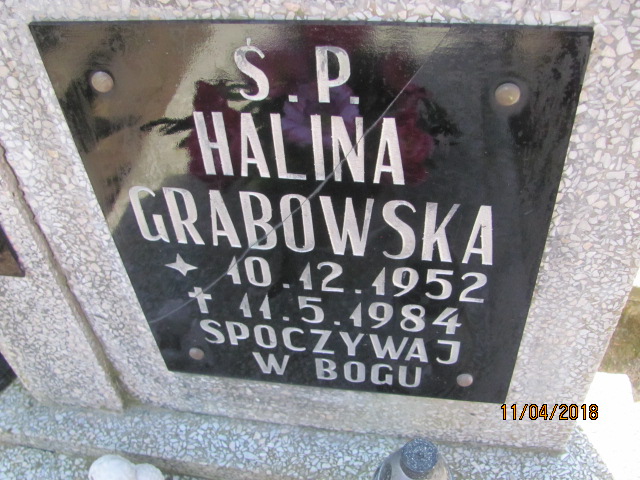 Ś.P.
HALINA
GRABOWSKA
10.12.1952
11.5.1984
SPOCZYWAJ
W BOGU
11/04/2018